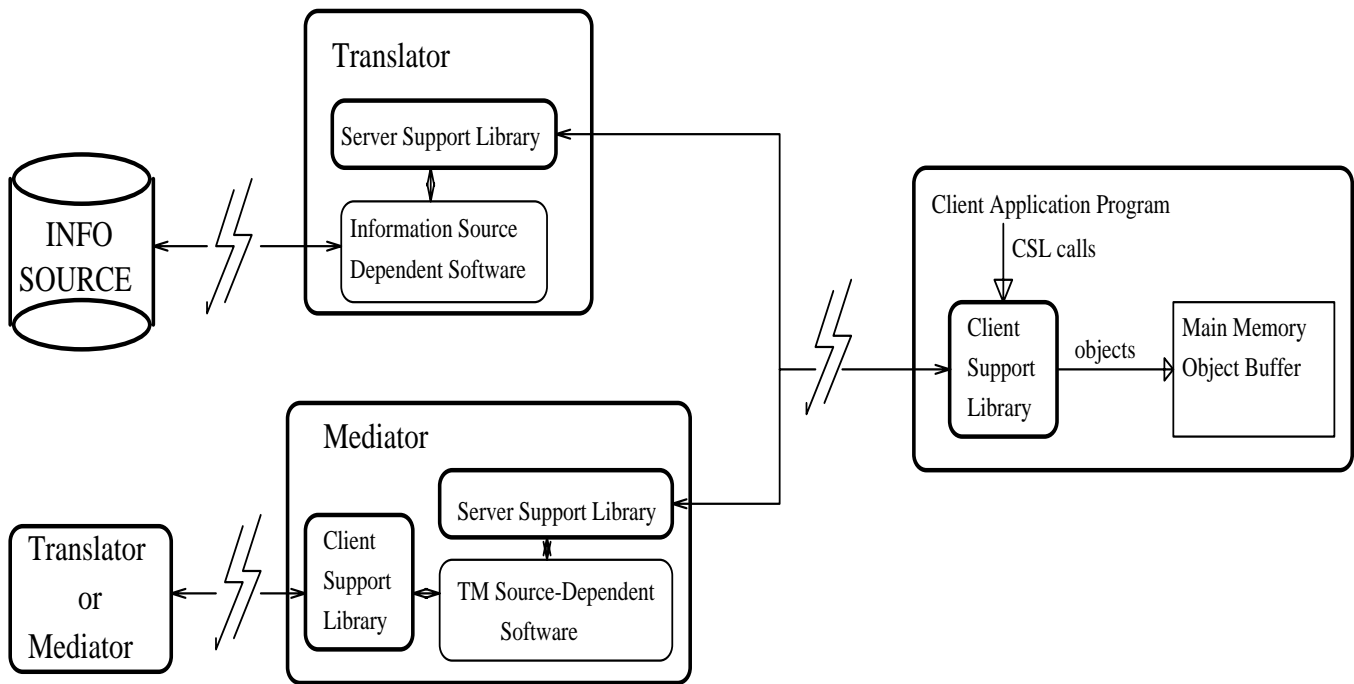 Translator
Server Support Library
Information Source
Dependent Software
INFO
SOURCE
Client Application Program
CSL calls
Client
Support
Library
objects
Main Memory
Object Buffer
Mediator
Server Support Library
Client
Support
Library
TM Source-Dependent
Software
Translator
or
Mediator